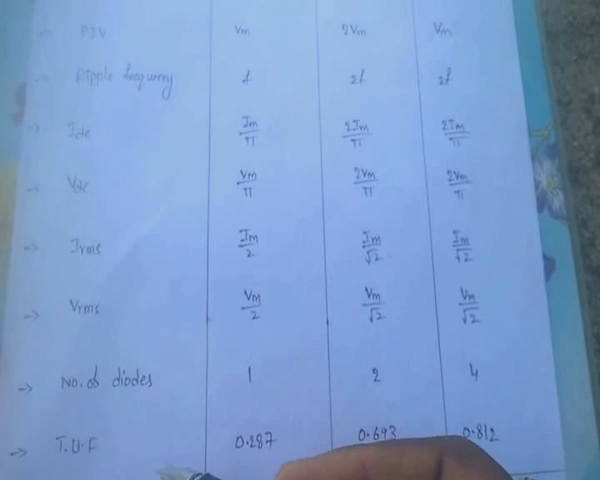 -> PIV Vm 2Vm Vm
-> Ripple frequency f 2f 2f
-> Idc Im/π 2Im/π 2Im/π
-> Vdc Vm/π 2Vm/π 2Vm/π
-> Irms Im/2 Im/√2 Im/√2
-> Vrms Vm/2 Vm/√2 Vm/√2
-> No. of diodes 1 2 4
-> T.U.F 0.287 0.693 0.812